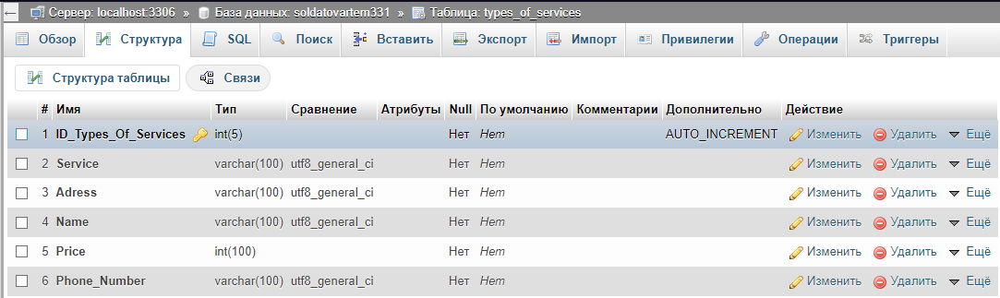 ← Сервер: localhost:3306 » База данных: soldatovartem331 » Таблица: types_of_services
Обзор Структура SQL Поиск Вставить Экспорт Импорт Привилегии Операции Триггеры
Структура таблицы Связи
# Имя Тип Сравнение Атрибуты Null По умолчанию Комментарии Дополнительно Действие
1 ID_Types_Of_Services int(5) Нет Нет AUTO_INCREMENT Изменить Удалить Ещё
2 Service varchar(100) utf8_general_ci Нет Нет Изменить Удалить Ещё
3 Adress varchar(100) utf8_general_ci Нет Нет Изменить Удалить Ещё
4 Name varchar(100) utf8_general_ci Нет Нет Изменить Удалить Ещё
5 Price int(100) Нет Нет Изменить Удалить Ещё
6 Phone_Number varchar(100) utf8_general_ci Нет Нет Изменить Удалить Ещё